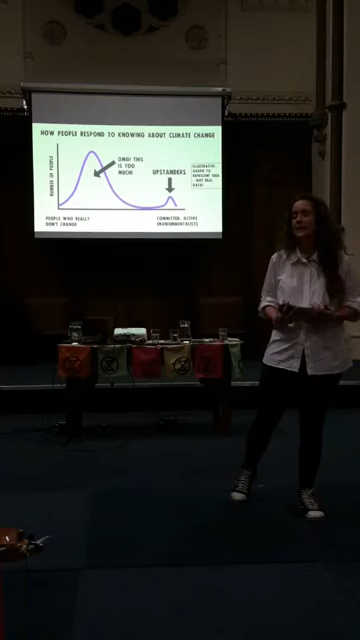 HOW PEOPLE RESPOND TO KNOWING ABOUT CLIMATE CHANGE
NUMBER OF PEOPLE
OMG! THIS
IS TOO
MUCH!
UPSTANDERS
ILLUSTRATIVE
GRAPH TO
REPRESENT IDEA
- NOT REAL
DATA!
PEOPLE WHO REALLY
DON'T CHANGE
COMMITTED, ACTIVE
ENVIRONMENTALISTS